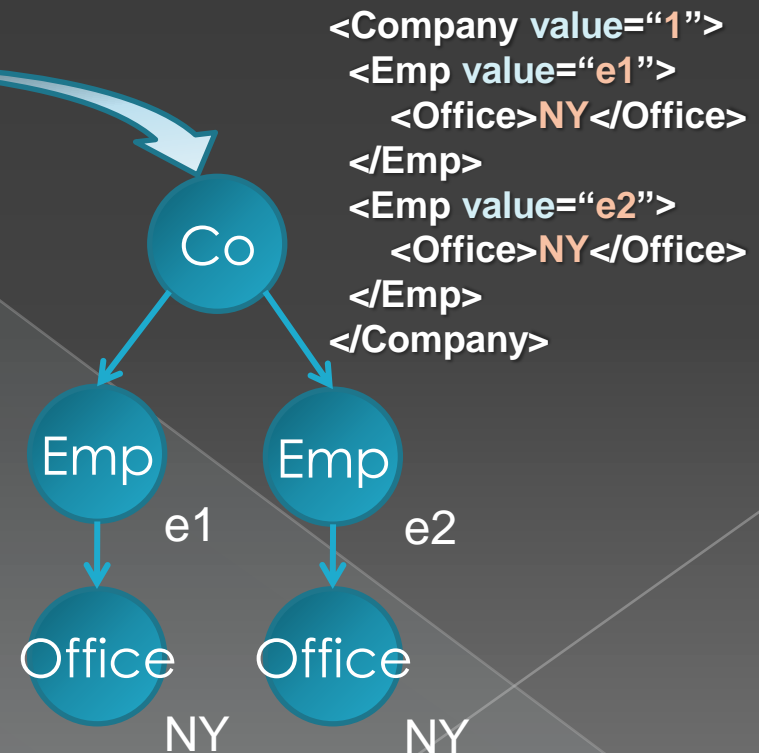 <Company value=“1”>
<Emp value=“e1”>
<Office>NY</Office>
</Emp>
<Emp value=“e2”>
<Office>NY</Office>
</Emp>
</Company>
Co
Emp
Emp
e1
e2
Office
Office
NY
NY